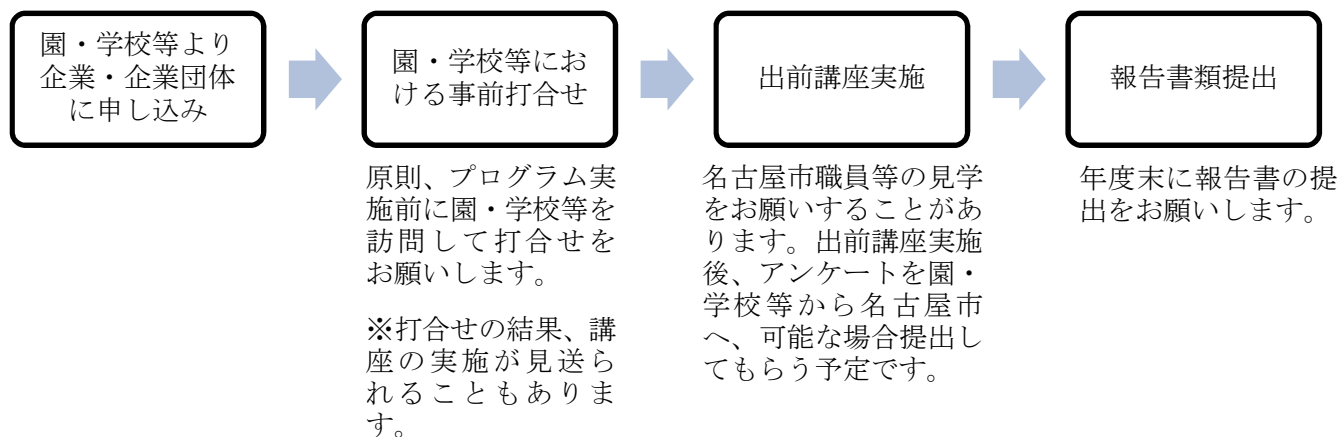 園・学校等より
企業・企業団体
に申し込み
園・学校等にお
ける事前打合せ
出前講座実施
報告書類提出
原則、プログラム実
施前に園・学校等を
訪問して打合せを
お願いします。
※打合せの結果、講
座の実施が見送ら
れることもありま
す。
名古屋市職員等の見学
をお願いすることがあ
ります。出前講座実施
後、アンケートを園・
学校等から名古屋市
へ、可能な場合提出し
てもらう予定です。
年度末に報告書の提
出をお願いします。